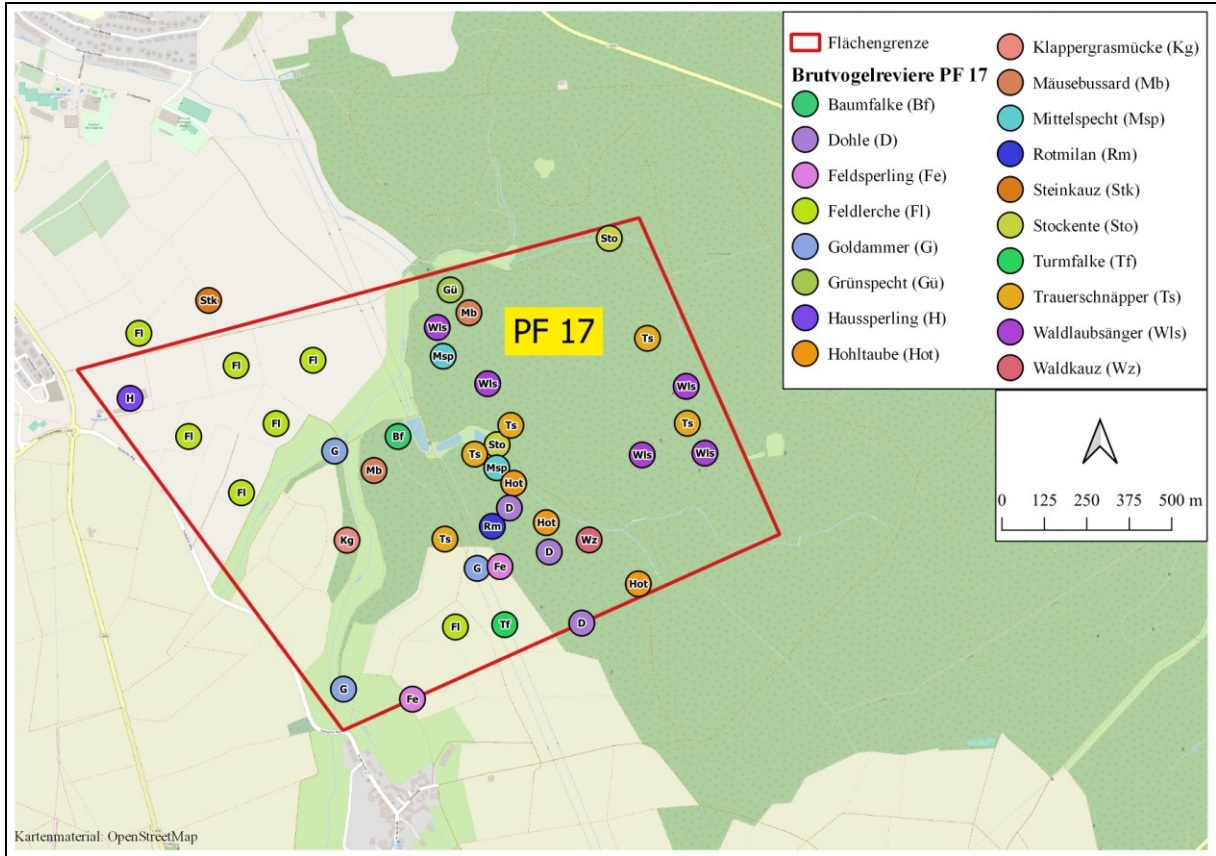 Flächengrenze
Brutvogelreviere PF 17
Baumfalke (Bf)
Dohle (D)
Feldsperling (Fe)
Feldlerche (Fl)
Goldammer (G)
Grünspecht (Gü)
Haussperling (H)
Hohltaube (Hot)
Klappergrasmücke (Kg)
Mäusebussard (Mb)
Mittelspecht (Msp)
Rotmilan (Rm)
Steinkauz (Stk)
Stockente (Sto)
Turmfalke (Tf)
Trauerschnäpper (Ts)
Waldlaubsänger (Wls)
Waldkauz (Wz)
0 125 250 375 500 m
PF 17
Sto
Gü
Stk
Mb
Wls
Fl
Ts
Msp
Fl
Fl
Wls
Wls
H
Fl
Ts
Ts
Fl
Bf
Sto
G
Ts
Wls
Wls
Msp
Mb
Hot
Fl
D
Hot
Rm
Kg
Ts
Wz
D
Fe
G
Hot
D
Tf
Fl
G
Fe
Kartenmaterial: OpenStreetMap